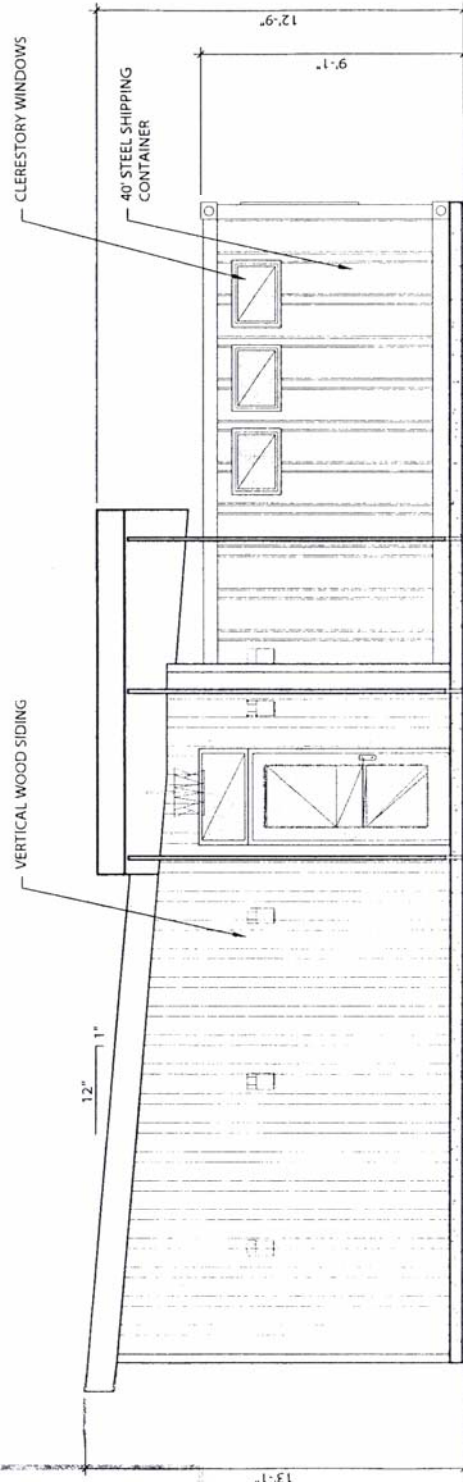 VERTICAL WOOD SIDING
CLERESTORY WINDOWS
40' STEEL SHIPPING
CONTAINER
12"
1"
13'-1"
9'-1"
12'-9"